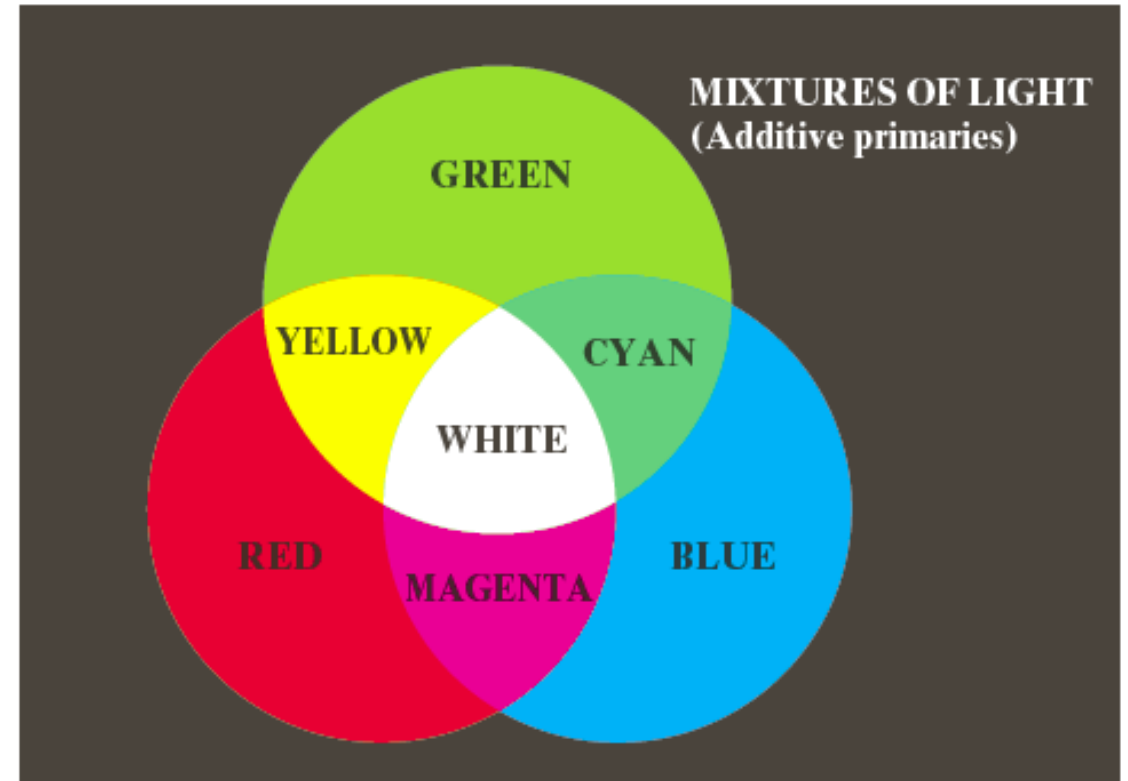 MIXTURES OF LIGHT
(Additive primaries)
GREEN
YELLOW
CYAN
WHITE
RED
BLUE
MAGENTA